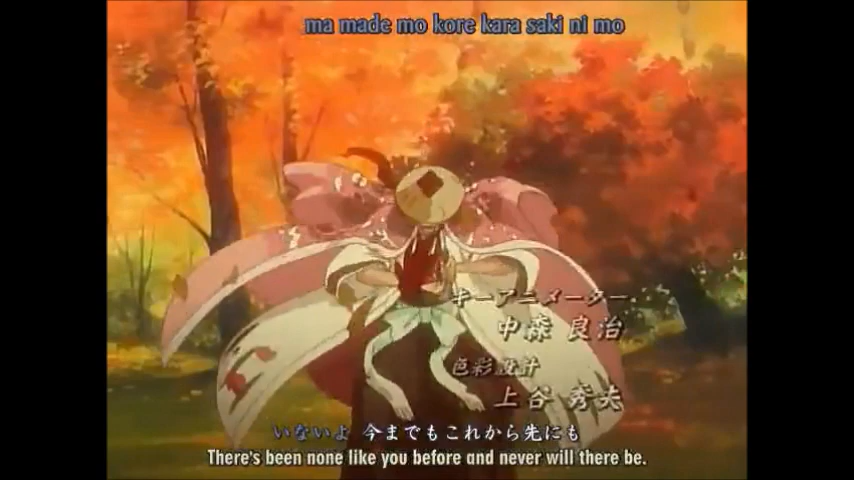 ma made mo kore kara saki ni mo
キーアニメーター
中森 良治
色彩設計
上谷 秀夫
いないよ 今までもこれから先にも
There's been none like you before and never will there be.